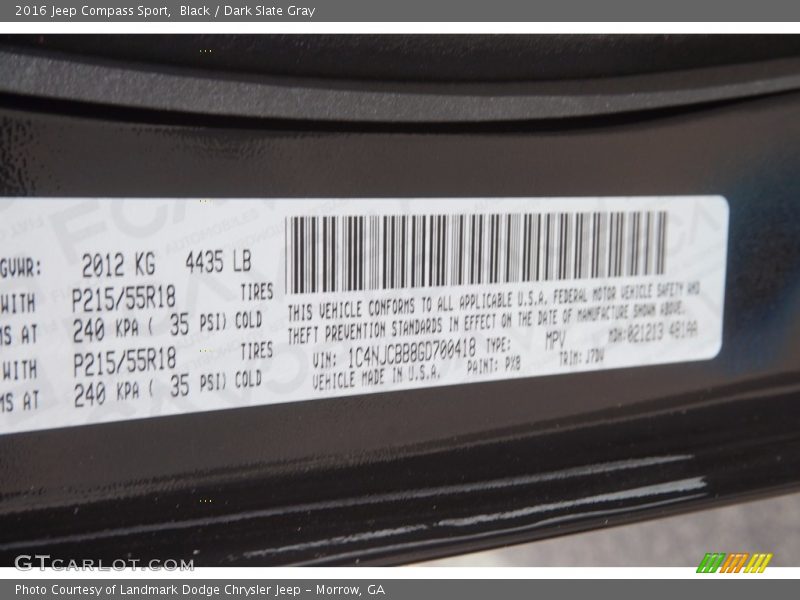 2016 Jeep Compass Sport, Black / Dark Slate Gray
GVWR: 2012 KG 4435 LB
WITH P215/55R18 TIRES
MS AT 240 KPA ( 35 PSI) COLD
WITH P215/55R18 TIRES
MS AT 240 KPA ( 35 PSI) COLD
THIS VEHICLE CONFORMS TO ALL APPLICABLE U.S.A. FEDERAL MOTOR VEHICLE SAFETY AND
THEFT PREVENTION STANDARDS IN EFFECT ON THE DATE OF MANUFACTURE SHOWN ABOVE.
VIN: 1C4NJCBB8GD700418 TYPE: MPV MDH:021213 481AA
VEHICLE MADE IN U.S.A. PAINT: PX8 TRIM: J7DV
GTCARLOT.COM
Photo Courtesy of Landmark Dodge Chrysler Jeep – Morrow, GA